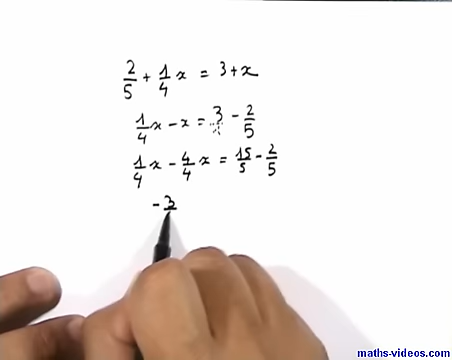 2/5 + 1/4 x = 3 + x
1/4 x - x = 3 - 2/5
1/4 x - 4/4 x = 15/5 - 2/5
- 3
maths-videos.com